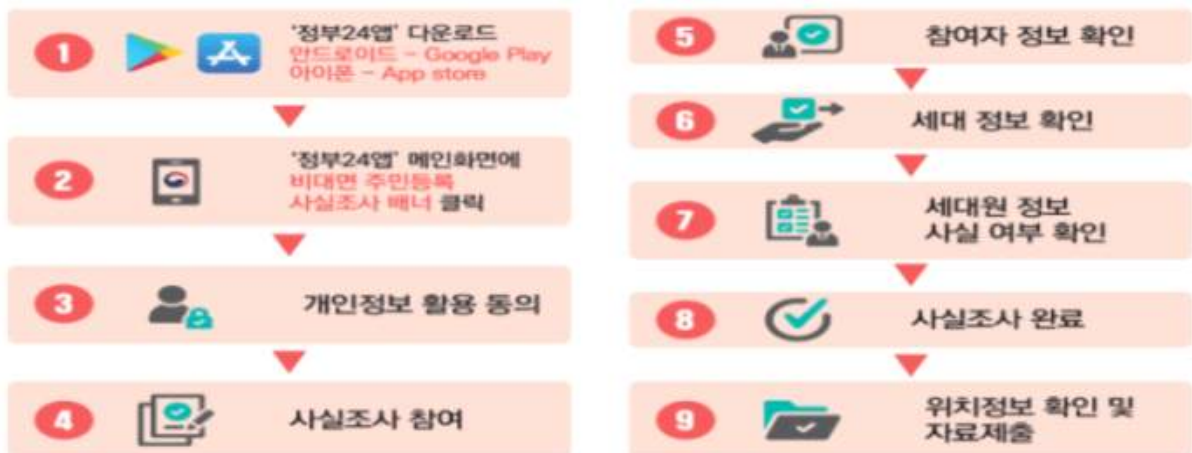 1
'정부24앱' 다운로드
안드로이드 - Google Play
아이폰 - App store
2
'정부24앱' 메인화면에
비대면 주민등록
사실조사 배너 클릭
3
개인정보 활용 동의
4
사실조사 참여
5
참여자 정보 확인
6
세대 정보 확인
7
세대원 정보
사실 여부 확인
8
사실조사 완료
9
위치정보 확인 및
자료제출